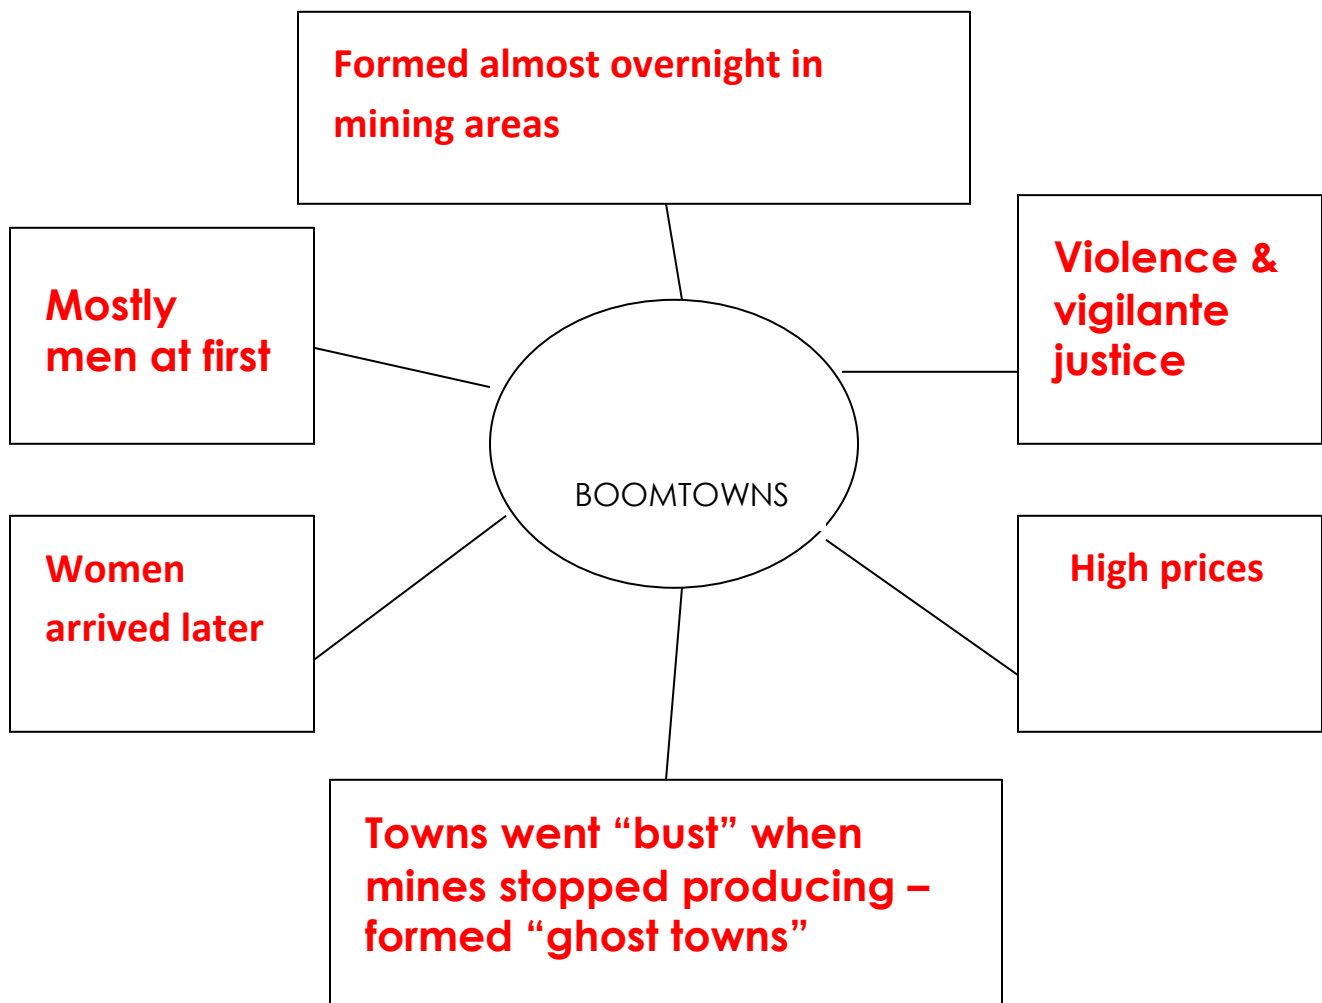 Formed almost overnight in
mining areas
Mostly
men at first
Violence &
vigilante
justice
BOOMTOWNS
Women
arrived later
High prices
Towns went “bust” when
mines stopped producing –
formed “ghost towns”